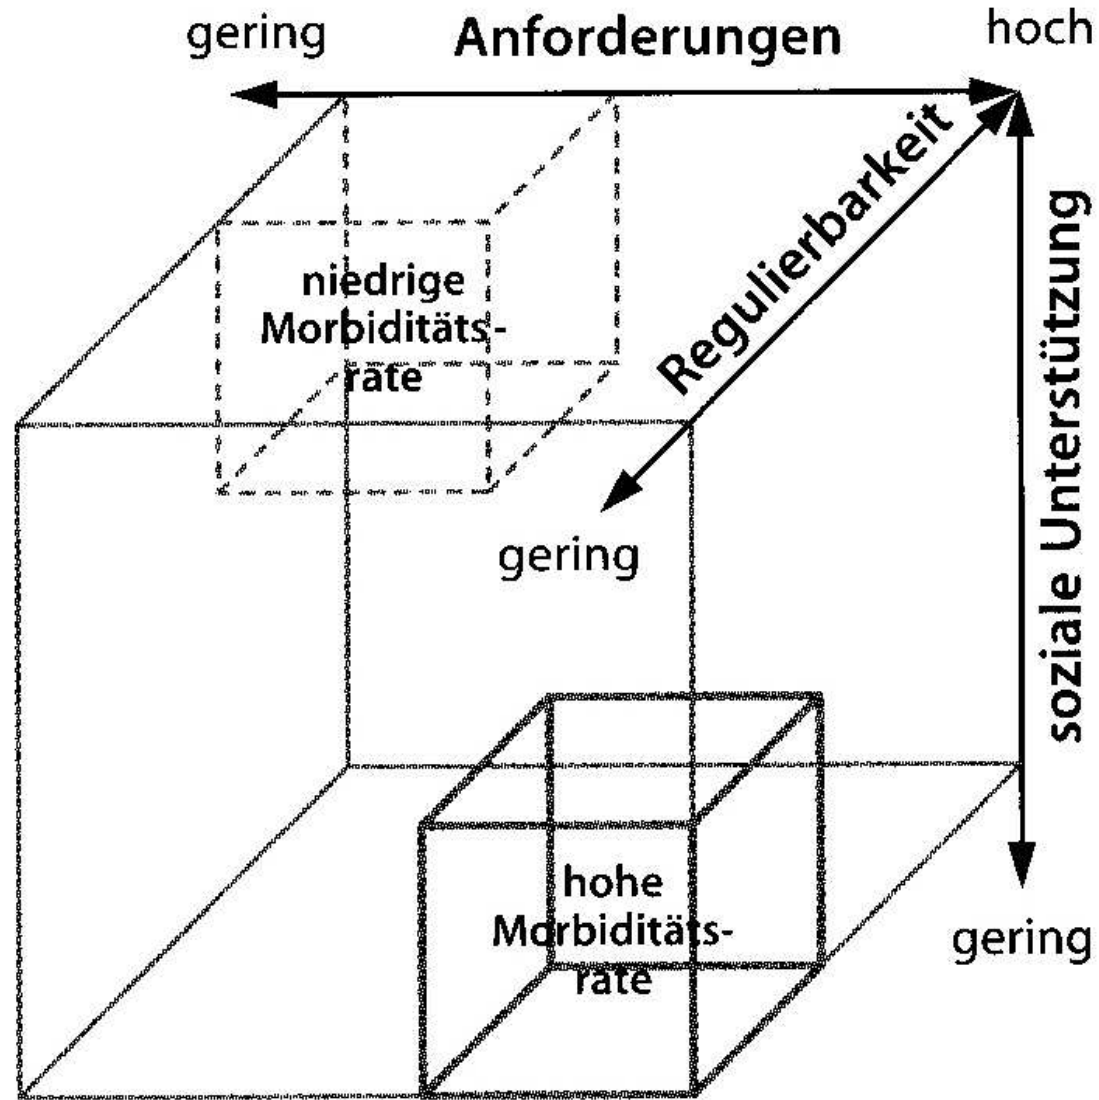 gering
Anforderungen
hoch
Regulierbarkeit
soziale Unterstützung
niedrige
Morbiditäts-
rate
gering
hohe
Morbiditäts-
rate
gering